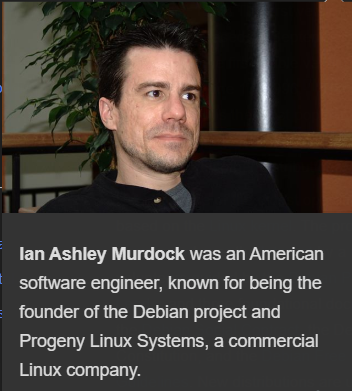 Ian Ashley Murdock was an American
software engineer, known for being the
founder of the Debian project and
Progeny Linux Systems, a commercial
Linux company.